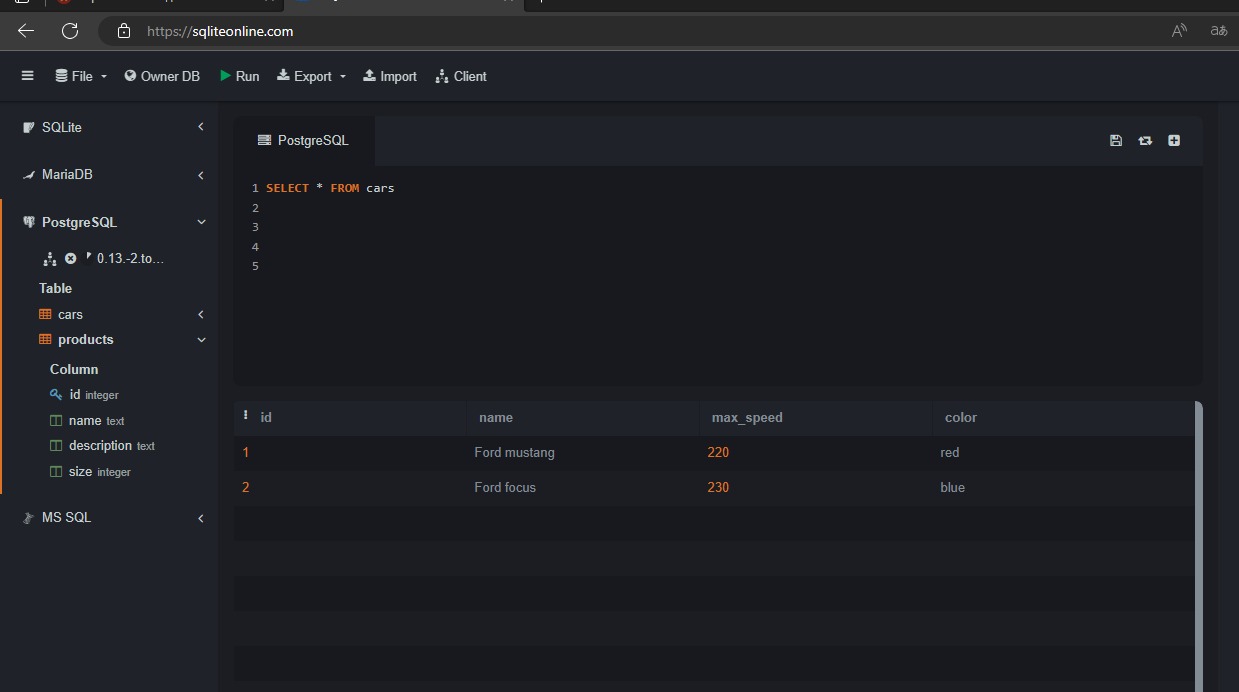 https://sqliteonline.com
File Owner DB Run Export Import Client
SQLite
MariaDB
PostgreSQL
0.13.-2.to...
Table
cars
products
Column
id integer
name text
description text
size integer
MS SQL
PostgreSQL
1 SELECT * FROM cars
2
3
4
5
id name max_speed color
1 Ford mustang 220 red
2 Ford focus 230 blue